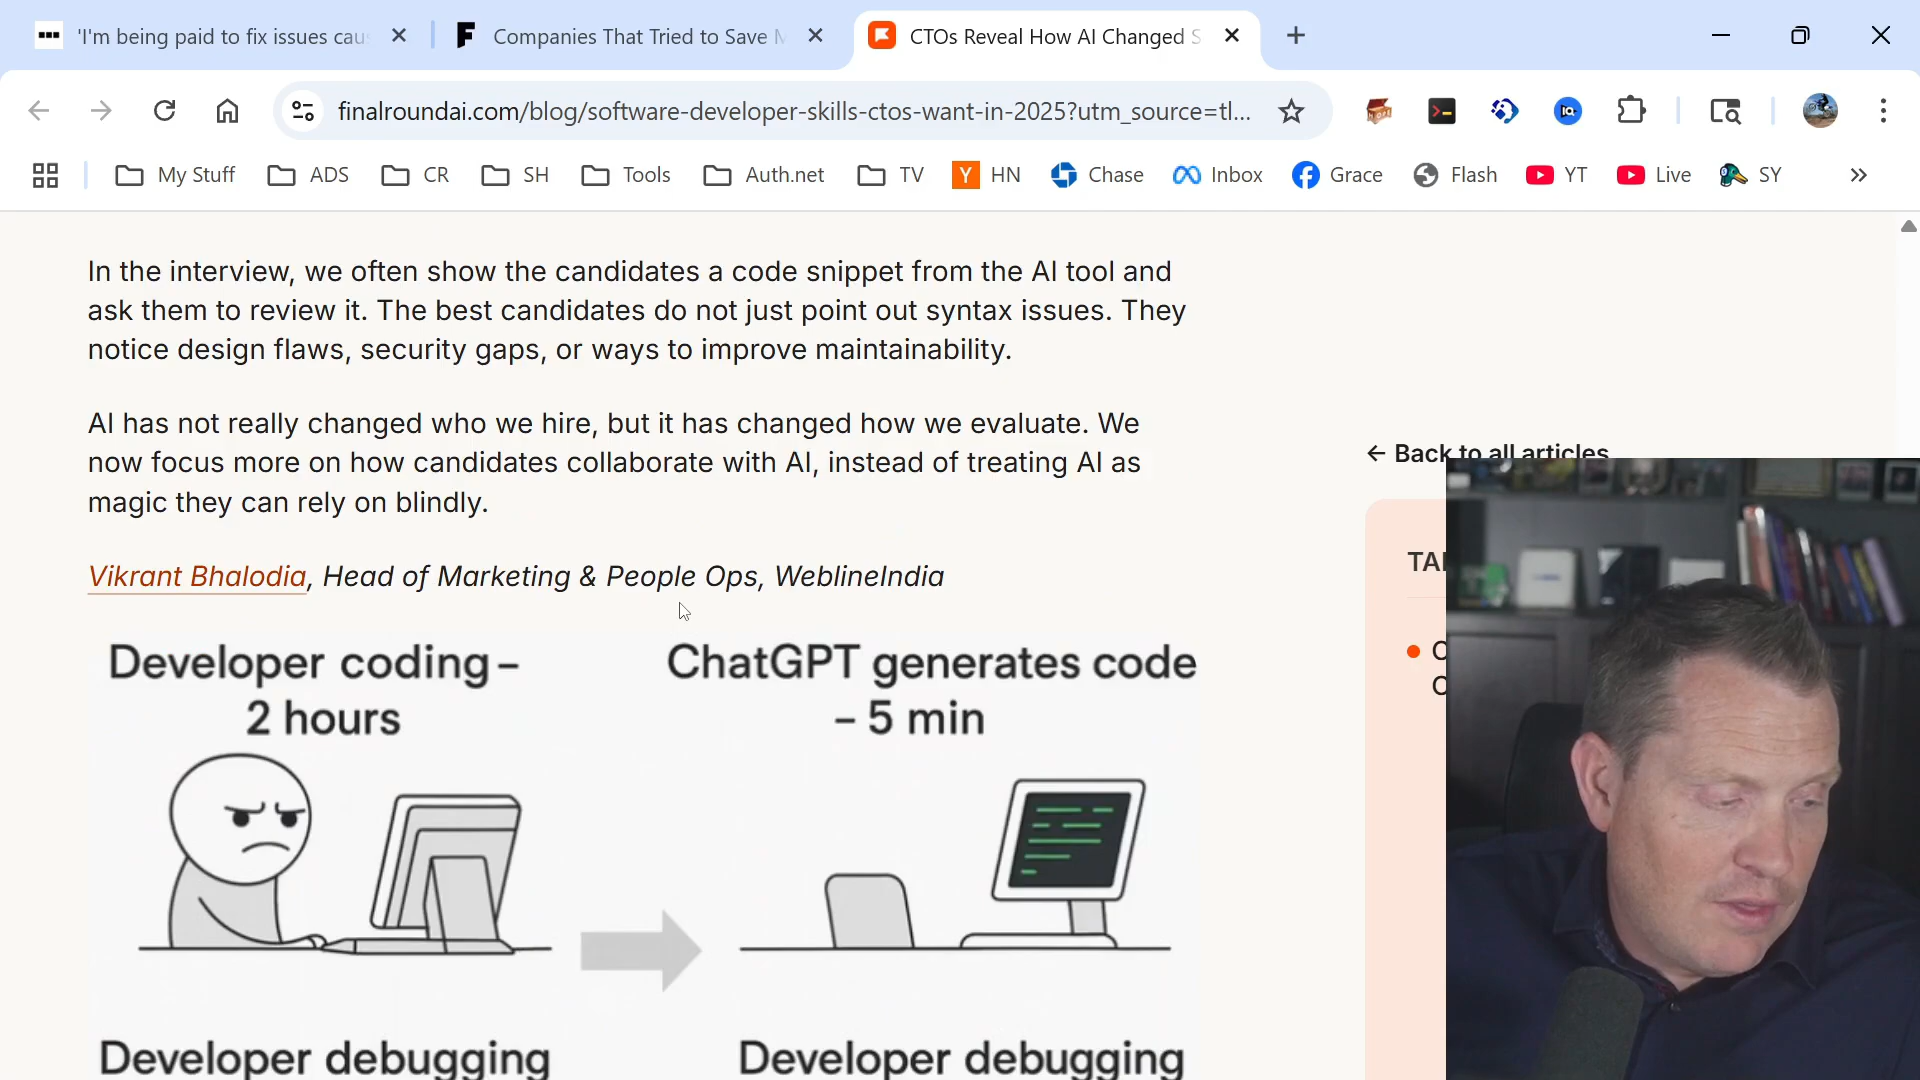 'I'm being paid to fix issues cau
Companies That Tried to Save M
CTOs Reveal How AI Changed S
finalroundai.com/blog/software-developer-skills-ctos-want-in-2025?utm_source=tl...
My Stuff
ADS
CR
SH
Tools
Auth.net
TV
HN
Chase
Inbox
Grace
Flash
YT
Live
SY
In the interview, we often show the candidates a code snippet from the AI tool and
ask them to review it. The best candidates do not just point out syntax issues. They
notice design flaws, security gaps, or ways to improve maintainability.
AI has not really changed who we hire, but it has changed how we evaluate. We
now focus more on how candidates collaborate with AI, instead of treating AI as
magic they can rely on blindly.
Vikrant Bhalodia, Head of Marketing & People Ops, WeblineIndia
← Back to all articles
Developer coding –
2 hours
ChatGPT generates code
– 5 min
Developer debugging
Developer debugging